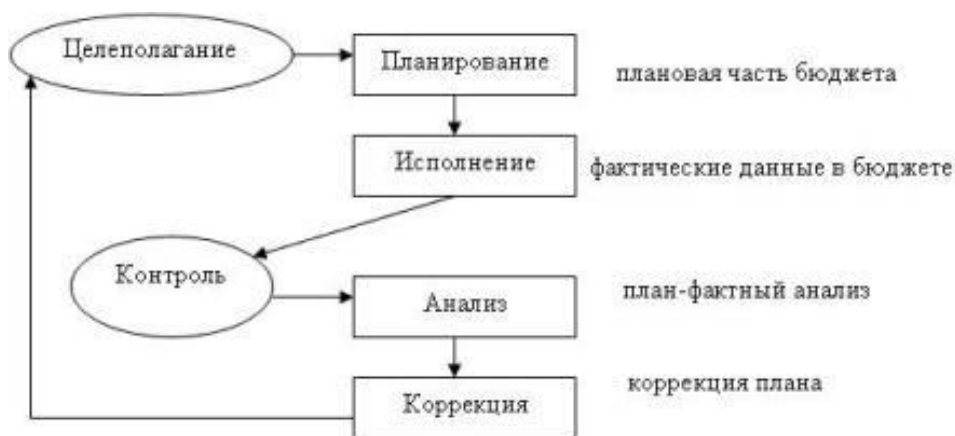 Целеполагание
Планирование
плановая часть бюджета
Исполнение
фактические данные в бюджете
Контроль
Анализ
план-фактный анализ
Коррекция
коррекция плана